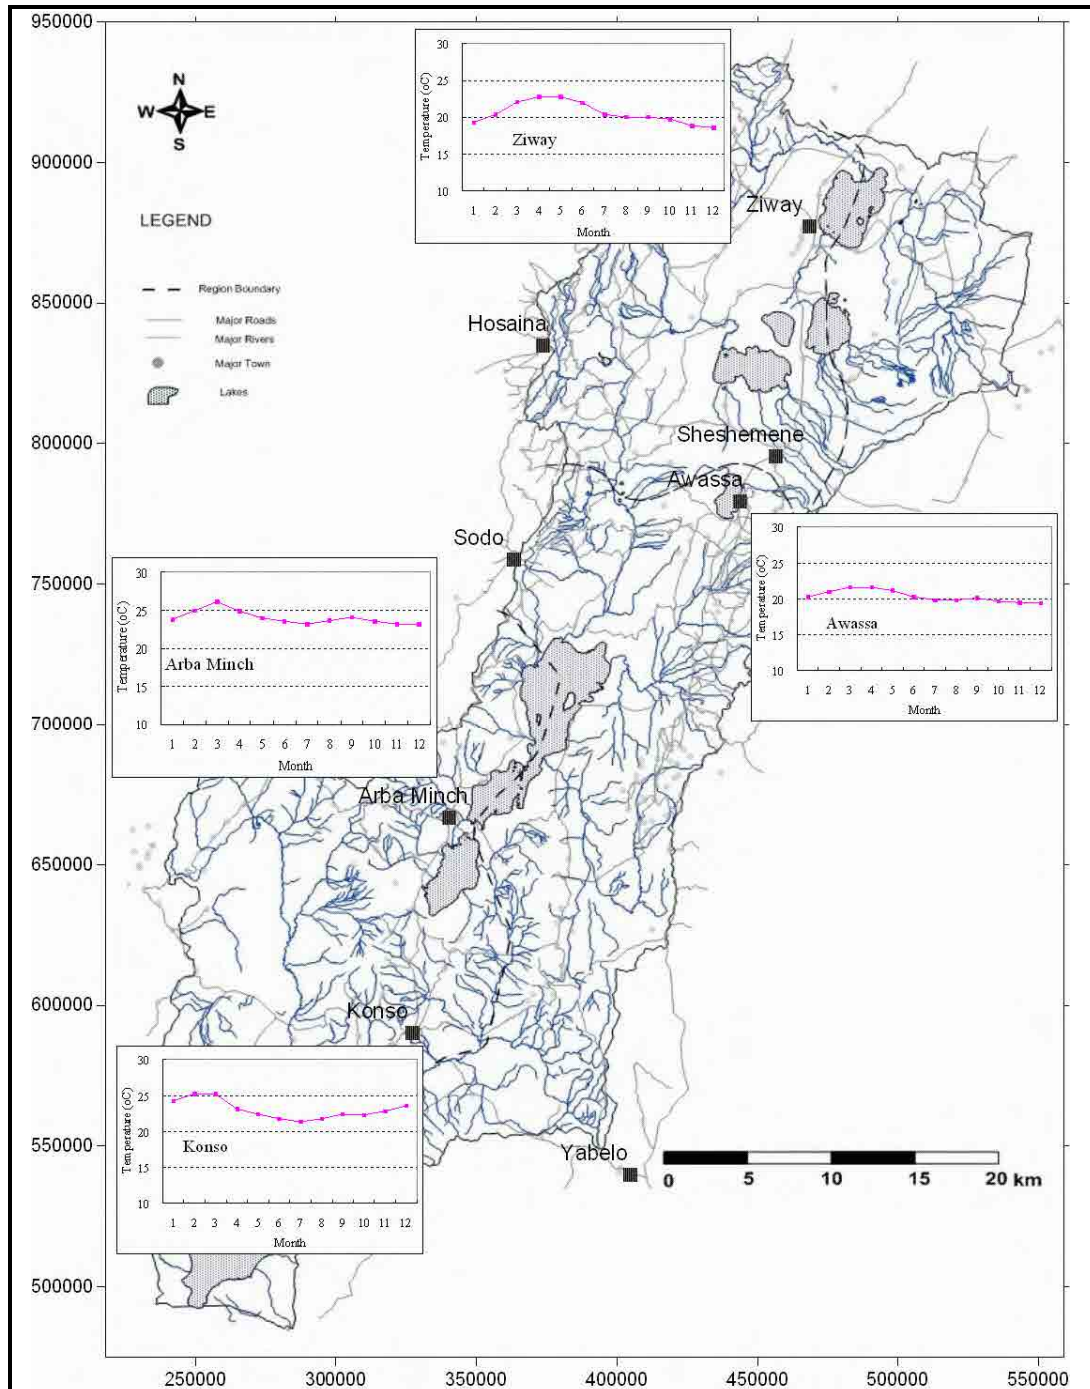 950000
900000
850000
800000
750000
700000
650000
600000
550000
500000
250000 300000 350000 400000 450000 500000 550000
N
W E
S
LEGEND
Region Boundary
Major Roads
Major Rivers
Major Town
Lakes
30
25
20
15
10
Temperature (oC)
Ziway
1 2 3 4 5 6 7 8 9 10 11 12
Month
Ziway
Hosaina
Sheshemene
Awassa
Sodo
30
25
20
15
10
Temperature (oC)
Awassa
1 2 3 4 5 6 7 8 9 10 11 12
Month
30
25
20
15
10
Temperature (oC)
Arba Minch
1 2 3 4 5 6 7 8 9 10 11 12
Month
Arba Minch
Konso
30
25
20
15
10
Temperature (oC)
Konso
1 2 3 4 5 6 7 8 9 10 11 12
Month
Yabelo
0 5 10 15 20 km